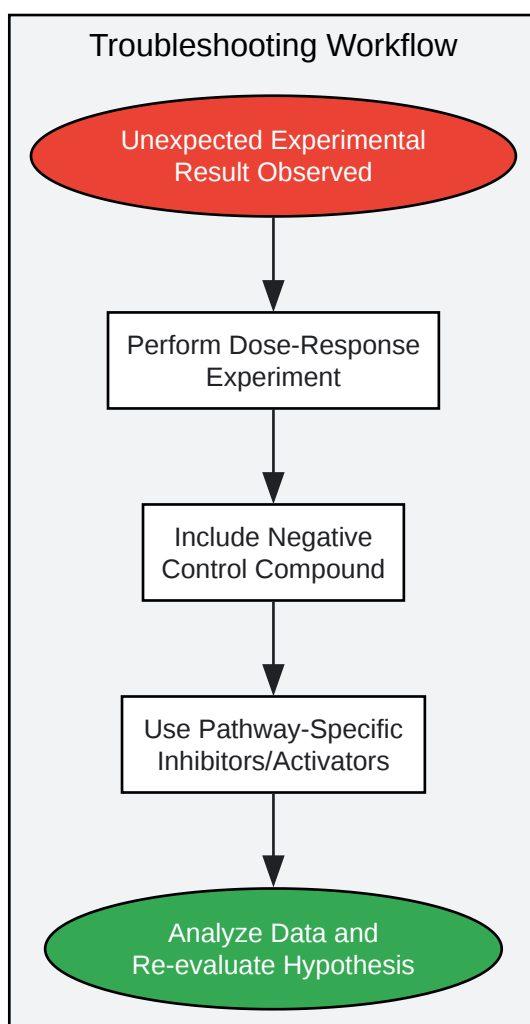 Troubleshooting Workflow
Unexpected Experimental
Result Observed
Perform Dose-Response
Experiment
Include Negative
Control Compound
Use Pathway-Specific
Inhibitors/Activators
Analyze Data and
Re-evaluate Hypothesis